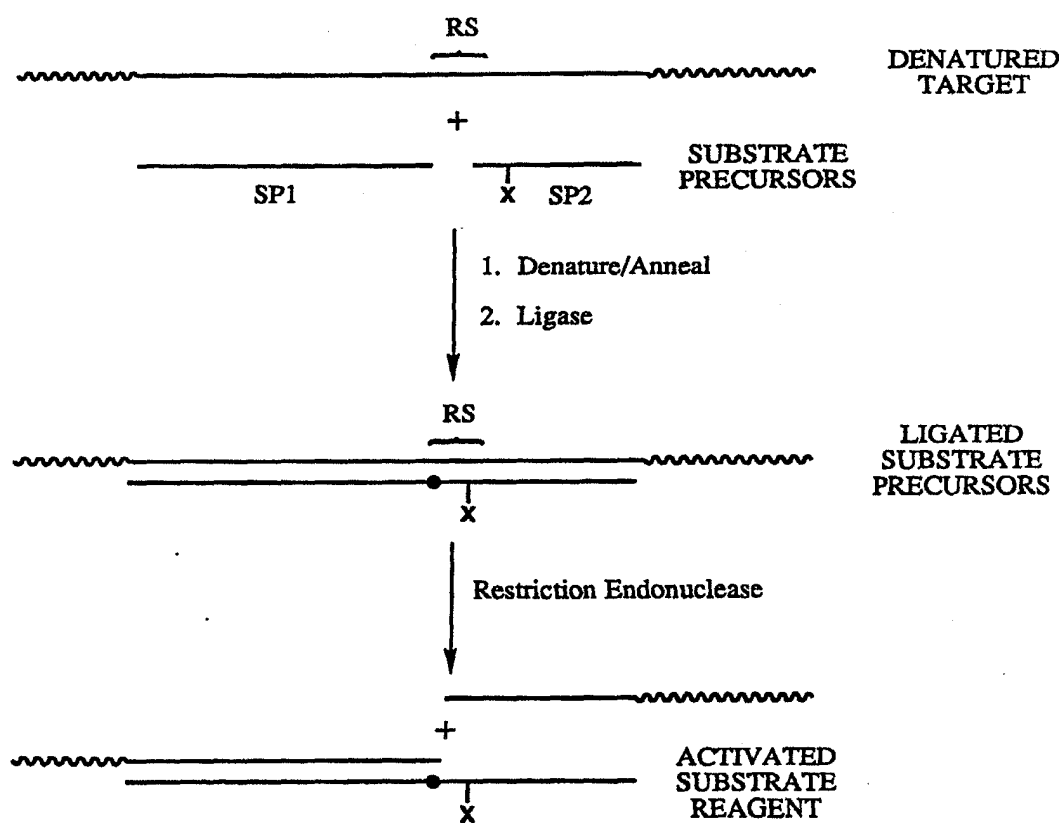 RS
DENATURED
TARGET
+
SUBSTRATE
PRECURSORS
SP1
X
SP2
1. Denature/Anneal
2. Ligase
RS
LIGATED
SUBSTRATE
PRECURSORS
X
Restriction Endonuclease
+
ACTIVATED
SUBSTRATE
REAGENT
X